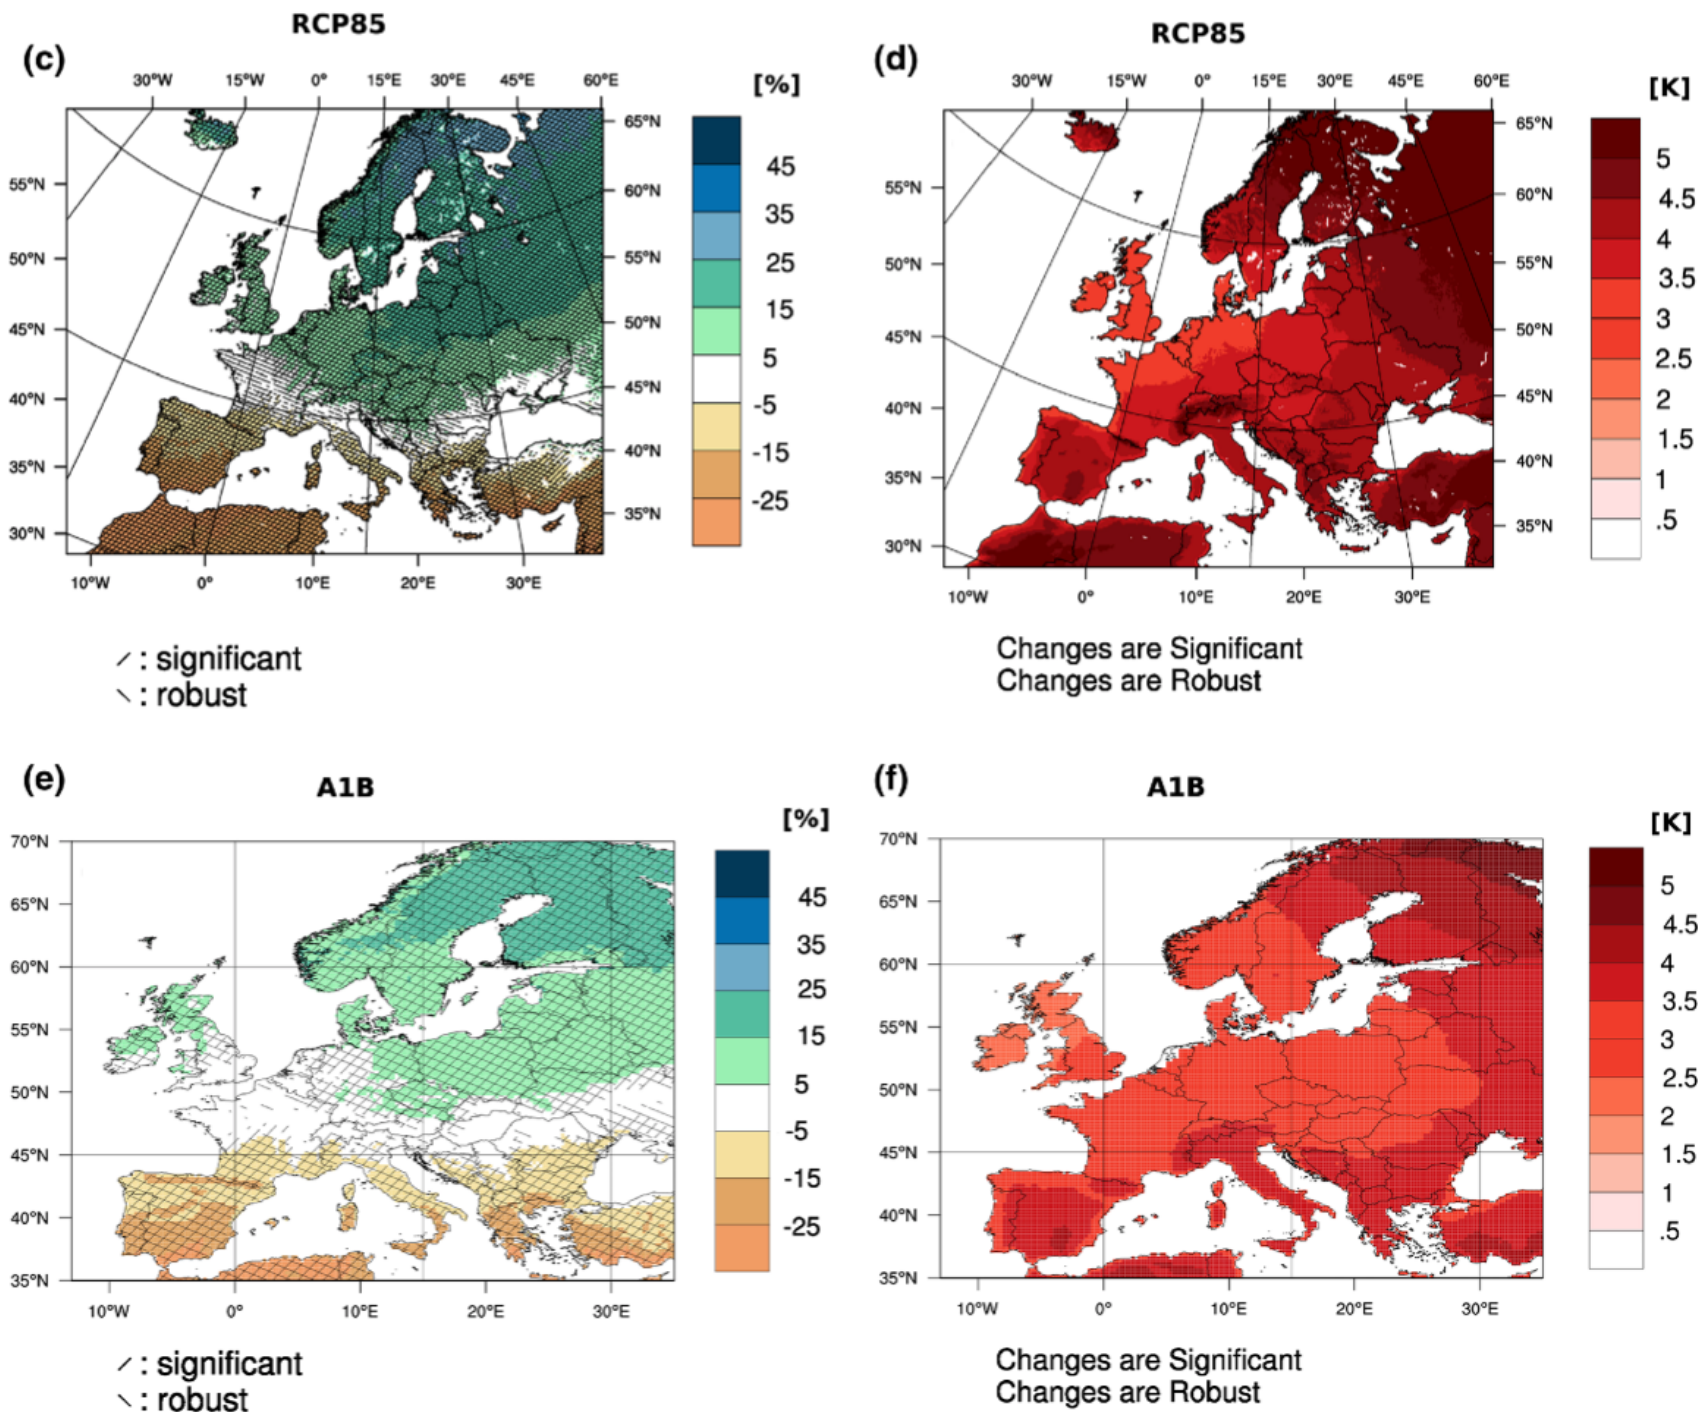 RCP85
(c)
30°W 15°W 0° 15°E 30°E 45°E 60°E
[%]
65°N
60°N
55°N
50°N
45°N
40°N
35°N
55°N
50°N
45°N
40°N
35°N
30°N
10°W 0° 10°E 20°E 30°E
45
35
25
15
5
-5
-15
-25
⟋ : significant
⟍ : robust
RCP85
(d)
30°W 15°W 0° 15°E 30°E 45°E 60°E
[K]
65°N
60°N
55°N
50°N
45°N
40°N
35°N
55°N
50°N
45°N
40°N
35°N
30°N
10°W 0° 10°E 20°E 30°E
5
4.5
4
3.5
3
2.5
2
1.5
1
.5
Changes are Significant
Changes are Robust
(e)
A1B
[%]
70°N
65°N
60°N
55°N
50°N
45°N
40°N
35°N
10°W 0° 10°E 20°E 30°E
45
35
25
15
5
-5
-15
-25
⟋ : significant
⟍ : robust
(f)
A1B
[K]
70°N
65°N
60°N
55°N
50°N
45°N
40°N
35°N
10°W 0° 10°E 20°E 30°E
5
4.5
4
3.5
3
2.5
2
1.5
1
.5
Changes are Significant
Changes are Robust